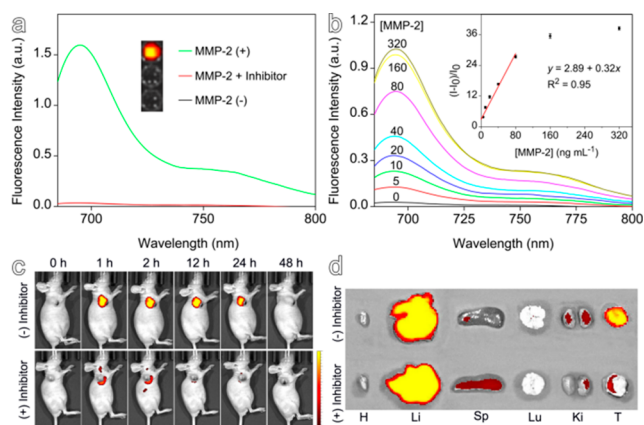 a
Fluorescence Intensity (a.u.)
1.5
1.0
0.5
0.0
MMP-2 (+)
MMP-2 + Inhibitor
MMP-2 (-)
700 750 800
Wavelength (nm)
b
Fluorescence Intensity (a.u.)
1.2
0.9
0.6
0.3
0.0
[MMP-2]
320
160
80
40
20
10
5
0
700 725 750 775 800
Wavelength (nm)
(I-I₀)/I₀
36
24
12
0
y = 2.89 + 0.32x
R² = 0.95
0 80 160 240 320
[MMP-2] (ng mL⁻¹)
c
0 h 1 h 2 h 12 h 24 h 48 h
(-) Inhibitor
(+) Inhibitor
d
(-) Inhibitor
(+) Inhibitor
H Li Sp Lu Ki T